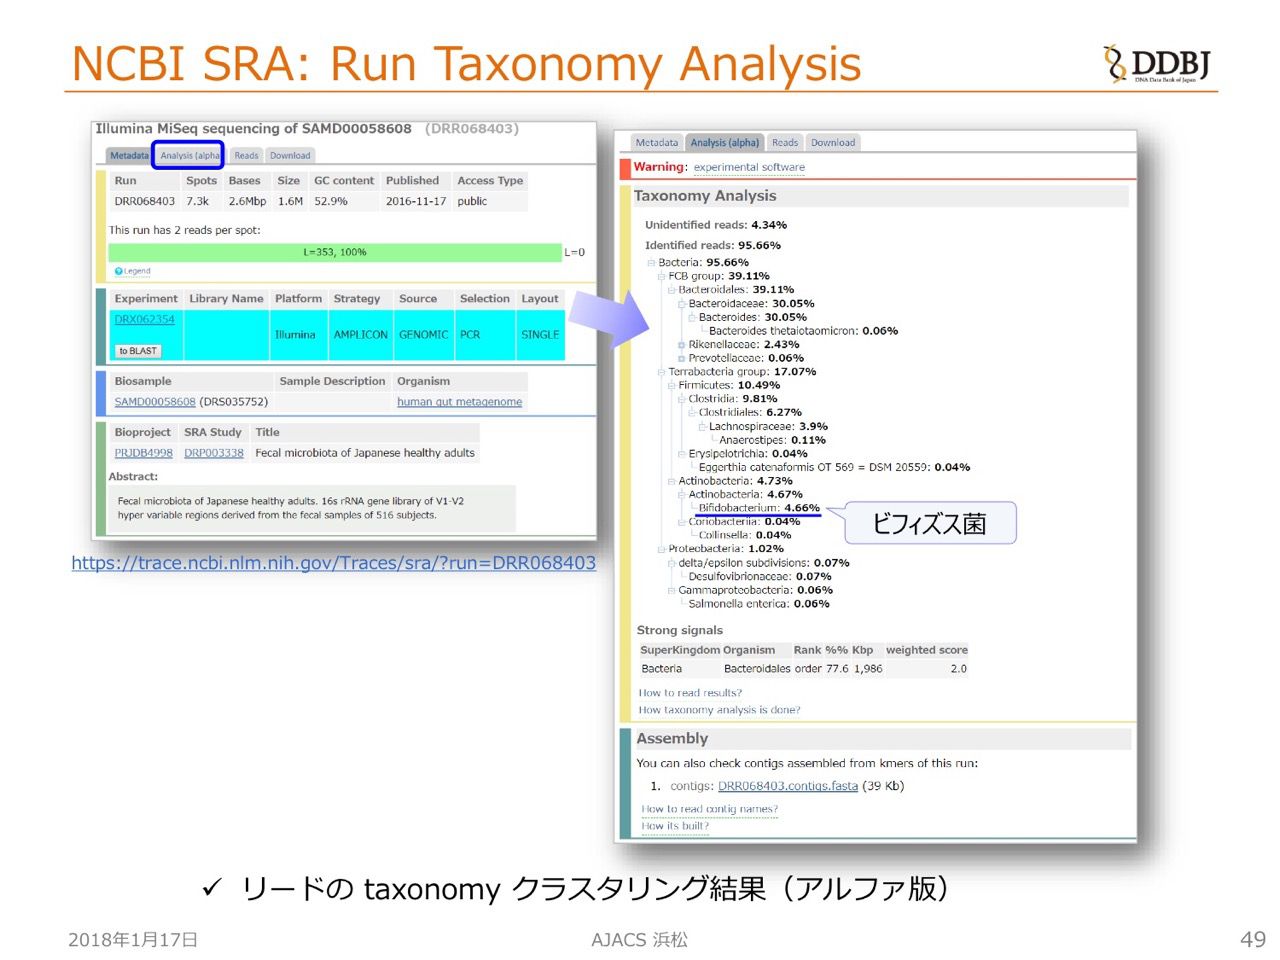 NCBI SRA: Run Taxonomy Analysis
DDBJ
DNA Data Bank of Japan
Illumina MiSeq sequencing of SAMD00058608 (DRR068403)
Metadata Analysis (alpha) Reads Download
Run Spots Bases Size GC content Published Access Type
DRR068403 7.3k 2.6Mbp 1.6M 52.9% 2016-11-17 public
This run has 2 reads per spot:
L=353, 100% L=0
Legend
Experiment Library Name Platform Strategy Source Selection Layout
DRX062354
Illumina AMPLICON GENOMIC PCR SINGLE
to BLAST
Biosample Sample Description Organism
SAMD00058608 (DRS035752) human gut metagenome
Bioproject SRA Study Title
PRJDB4998 DRP003338 Fecal microbiota of Japanese healthy adults
Abstract:
Fecal microbiota of Japanese healthy adults. 16s rRNA gene library of V1-V2
hyper variable regions derived from the fecal samples of 516 subjects.
https://trace.ncbi.nlm.nih.gov/Traces/sra/?run=DRR068403
Metadata Analysis (alpha) Reads Download
Warning: experimental software
Taxonomy Analysis
Unidentified reads: 4.34%
Identified reads: 95.66%
Bacteria: 95.66%
FCB group: 39.11%
Bacteroidales: 39.11%
Bacteroidaceae: 30.05%
Bacteroides: 30.05%
Bacteroides thetaiotaomicron: 0.06%
Rikenellaceae: 2.43%
Prevotellaceae: 0.06%
Terrabacteria group: 17.07%
Firmicutes: 10.49%
Clostridia: 9.81%
Clostridiales: 6.27%
Lachnospiraceae: 3.9%
Anaerostipes: 0.11%
Erysipelotrichia: 0.04%
Eggerthia catenaformis OT 569 = DSM 20559: 0.04%
Actinobacteria: 4.73%
Actinobacteria: 4.67%
Bifidobacterium: 4.66%
ビフィズス菌
Coriobacteriia: 0.04%
Collinsella: 0.04%
Proteobacteria: 1.02%
delta/epsilon subdivisions: 0.07%
Desulfovibrionaceae: 0.07%
Gammaproteobacteria: 0.06%
Salmonella enterica: 0.06%
Strong signals
SuperKingdom Organism Rank %% Kbp weighted score
Bacteria Bacteroidales order 77.6 1,986 2.0
How to read results?
How taxonomy analysis is done?
Assembly
You can also check contigs assembled from kmers of this run:
1. contigs: DRR068403.contigs.fasta (39 Kb)
How to read contig names?
How its built?
✓ リードの taxonomy クラスタリング結果（アルファ版）
2018年1月17日 AJACS 浜松 49